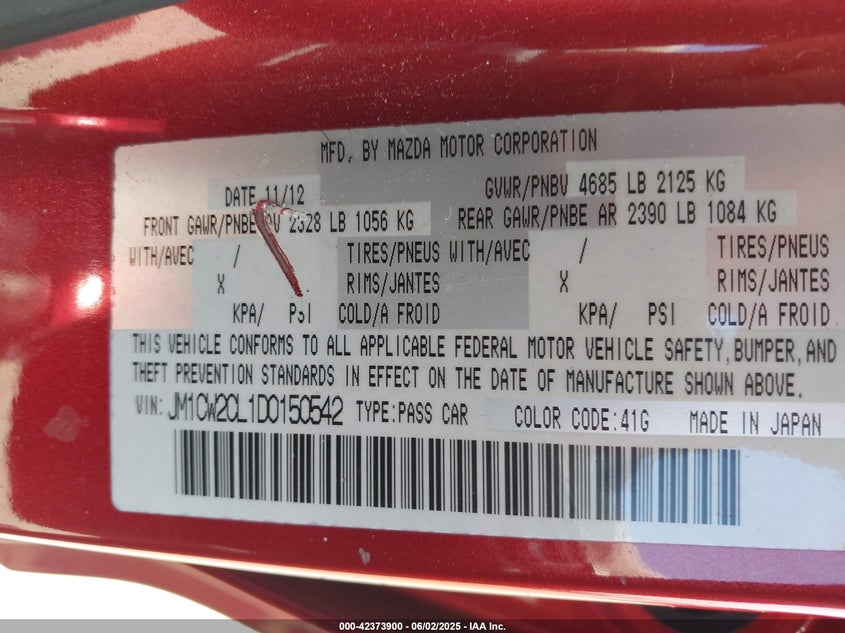 MFD. BY MAZDA MOTOR CORPORATION
DATE 11/12 GVWR/PNBV 4685 LB 2125 KG
FRONT GAWR/PNBE AV 2328 LB 1056 KG REAR GAWR/PNBE AR 2390 LB 1084 KG
WITH/AVEC / TIRES/PNEUS WITH/AVEC / TIRES/PNEUS
X RIMS/JANTES X RIMS/JANTES
KPA/ PSI COLD/A FROID KPA/ PSI COLD/A FROID
THIS VEHICLE CONFORMS TO ALL APPLICABLE FEDERAL MOTOR VEHICLE SAFETY, BUMPER, AND
THEFT PREVENTION STANDARDS IN EFFECT ON THE DATE OF MANUFACTURE SHOWN ABOVE.
VIN: JM1CW2CL1D0150542 TYPE:PASS CAR COLOR CODE:41G MADE IN JAPAN
000-42373900 - 06/02/2025 - IAA Inc.